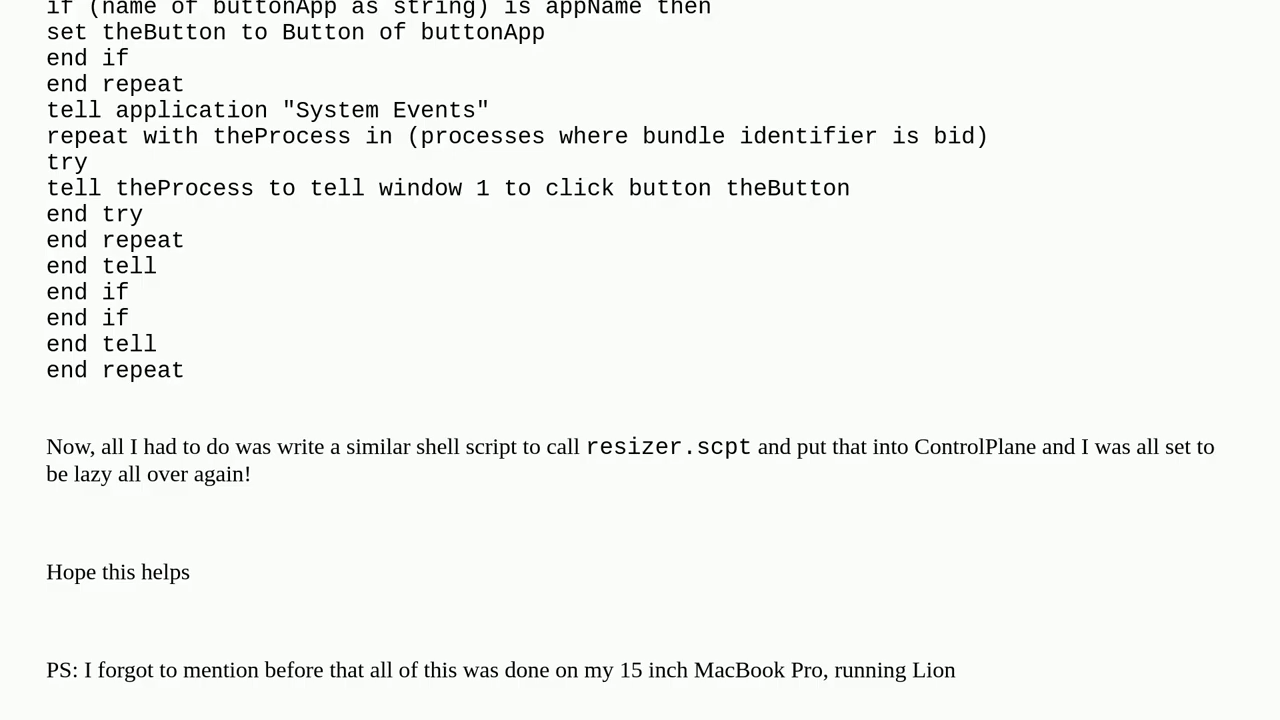 if (name of buttonApp as string) is appName then
set theButton to Button of buttonApp
end if
end repeat
tell application "System Events"
repeat with theProcess in (processes where bundle identifier is bid)
try
tell theProcess to tell window 1 to click button theButton
end try
end repeat
end tell
end if
end if
end tell
end repeat
Now, all I had to do was write a similar shell script to call resizer.scpt and put that into ControlPlane and I was all set to
be lazy all over again!
Hope this helps
PS: I forgot to mention before that all of this was done on my 15 inch MacBook Pro, running Lion